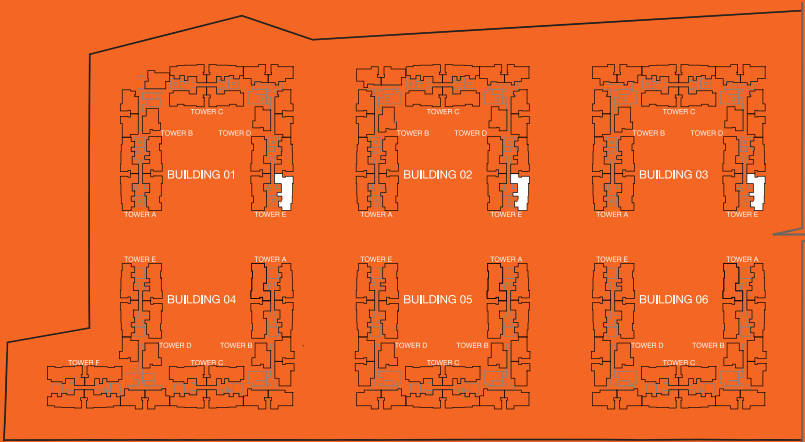 TOWER C
TOWER C
TOWER C
TOWER B TOWER D
TOWER B TOWER D
TOWER B TOWER D
BUILDING 01
BUILDING 02
BUILDING 03
TOWER A TOWER E
TOWER A TOWER E
TOWER A TOWER E
TOWER E TOWER A
TOWER E TOWER A
TOWER E TOWER A
BUILDING 04
BUILDING 05
BUILDING 06
TOWER D TOWER B
TOWER D TOWER B
TOWER D TOWER B
TOWER F
TOWER C
TOWER C
TOWER C